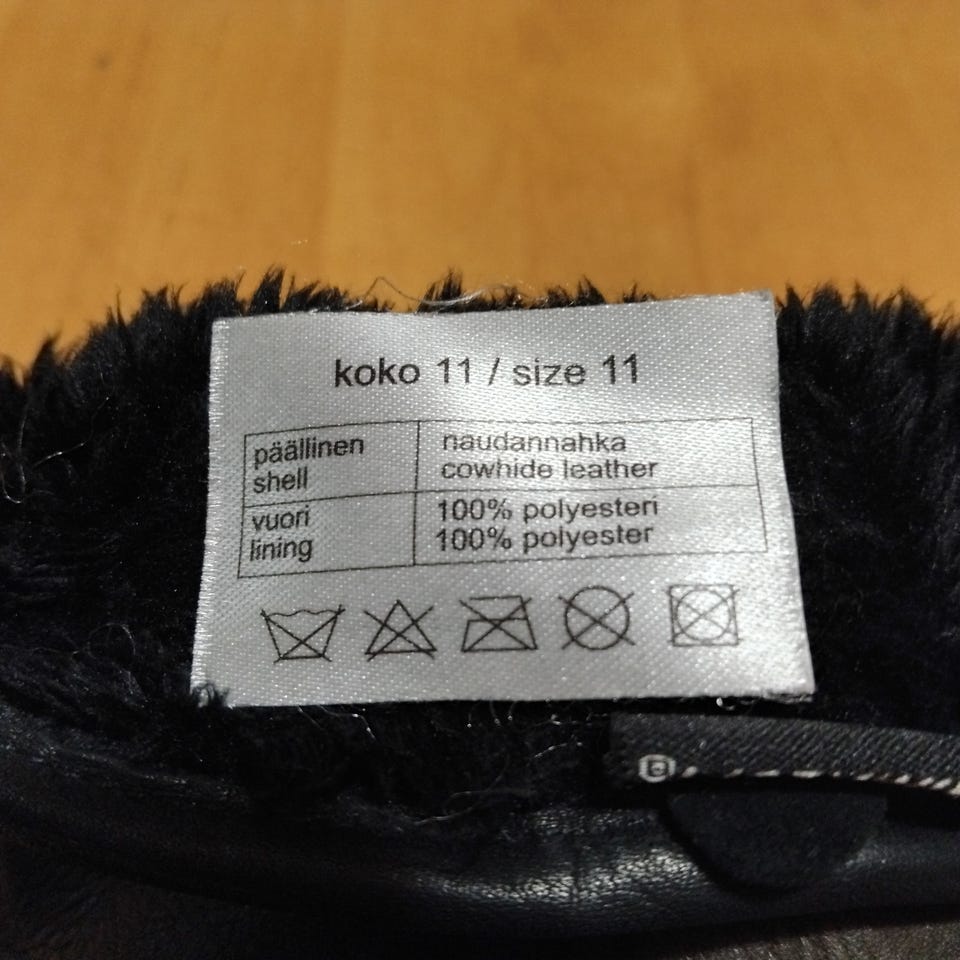 koko 11 / size 11
päällinen naudannahka
shell cowhide leather
vuori 100% polyesteri
lining 100% polyester